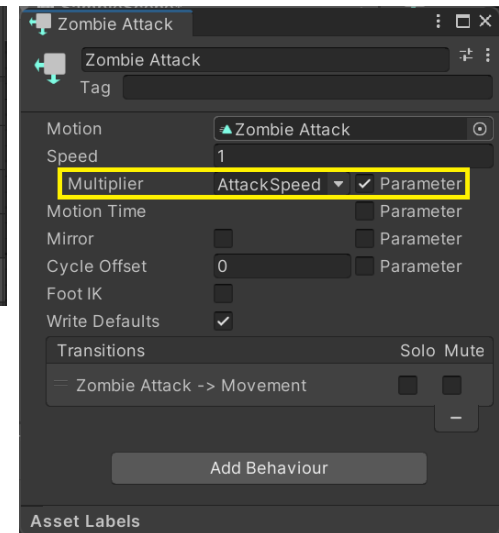 Zombie Attack
Zombie Attack
Tag
Motion Zombie Attack
Speed 1
Multiplier AttackSpeed Parameter
Motion Time Parameter
Mirror Parameter
Cycle Offset 0 Parameter
Foot IK
Write Defaults
Transitions Solo Mute
Zombie Attack -> Movement
Add Behaviour
Asset Labels